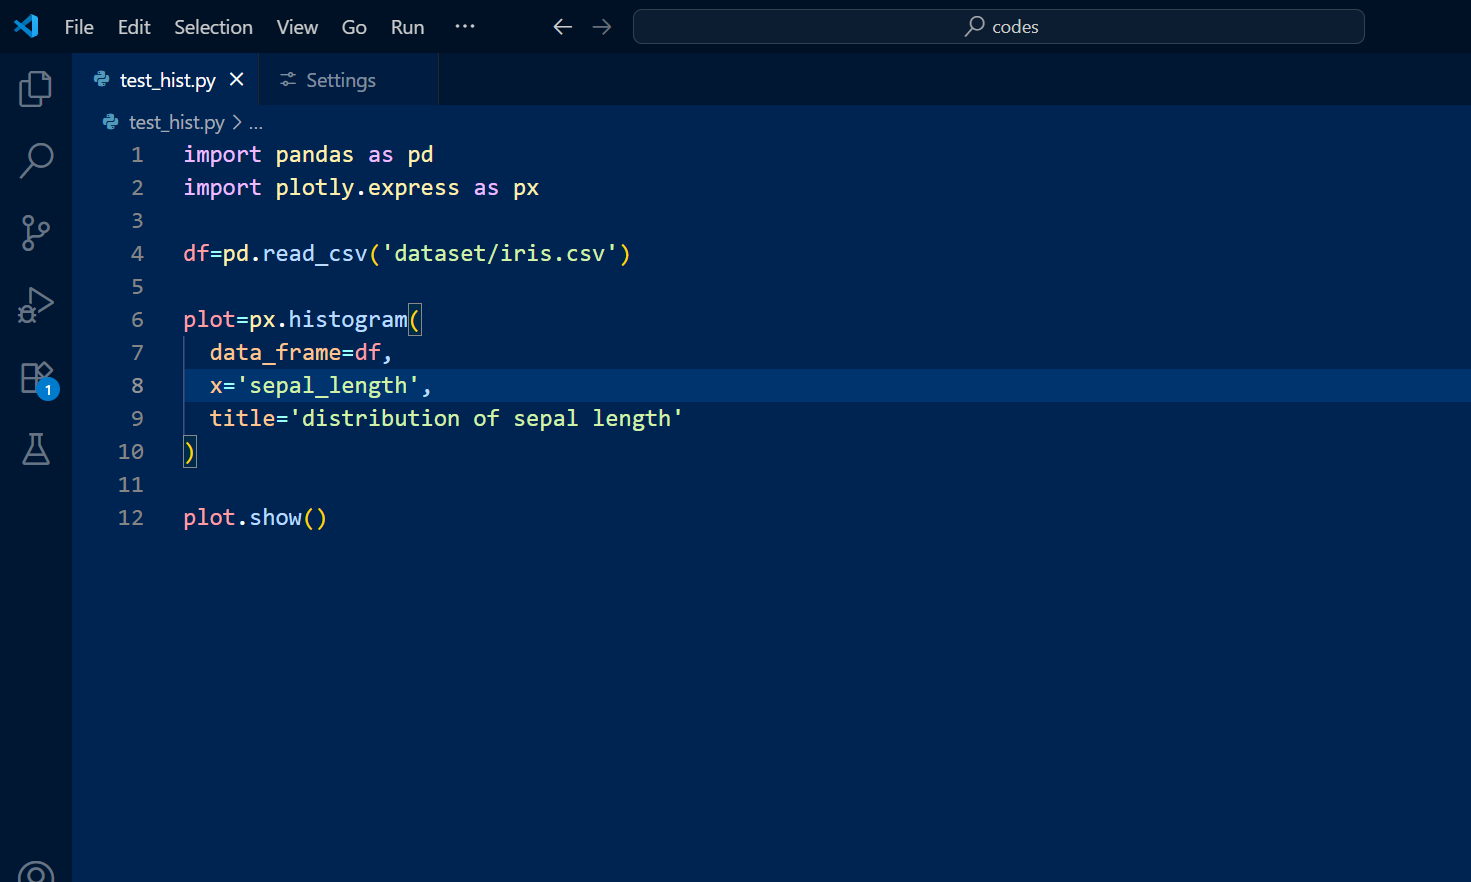 File Edit Selection View Go Run ... codes
test_hist.py Settings
test_hist.py > ...
1 import pandas as pd
2 import plotly.express as px
3
4 df=pd.read_csv('dataset/iris.csv')
5
6 plot=px.histogram(
7   data_frame=df,
8   x='sepal_length',
9   title='distribution of sepal length'
10 )
11
12 plot.show()
1